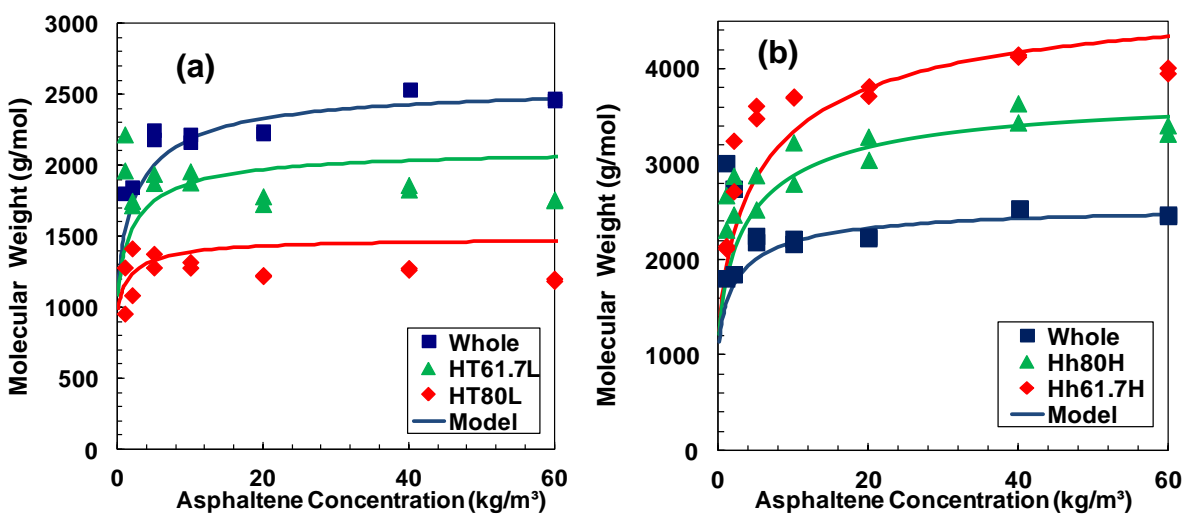 (a)
Molecular Weight (g/mol)
3000
2500
2000
1500
1000
500
0
Whole
HT61.7L
HT80L
Model
0 20 40 60
Asphaltene Concentration (kg/m³)
(b)
Molecular Weight (g/mol)
4000
3000
2000
1000
0
Whole
Hh80H
Hh61.7H
Model
0 20 40 60
Asphaltene Concentration (kg/m³)